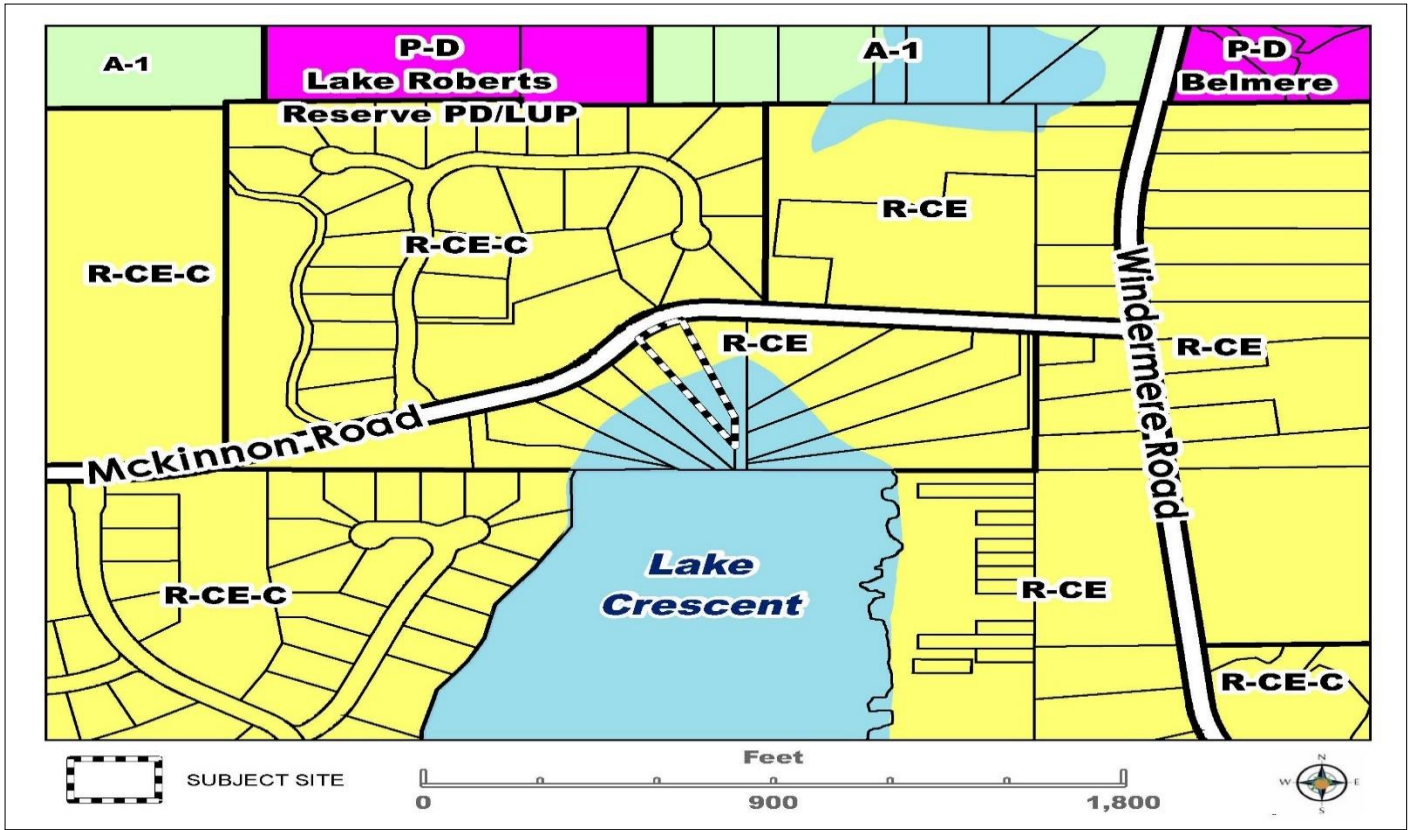 A-1
P-D
Lake Roberts
Reserve PD/LUP
A-1
P-D
Belmere
R-CE
R-CE-C
R-CE-C
Windermere Road
R-CE
R-CE
Mckinnon Road
Lake
Crescent
R-CE-C
R-CE
R-CE-C
SUBJECT SITE
Feet
0
900
1,800
N
W
E
S